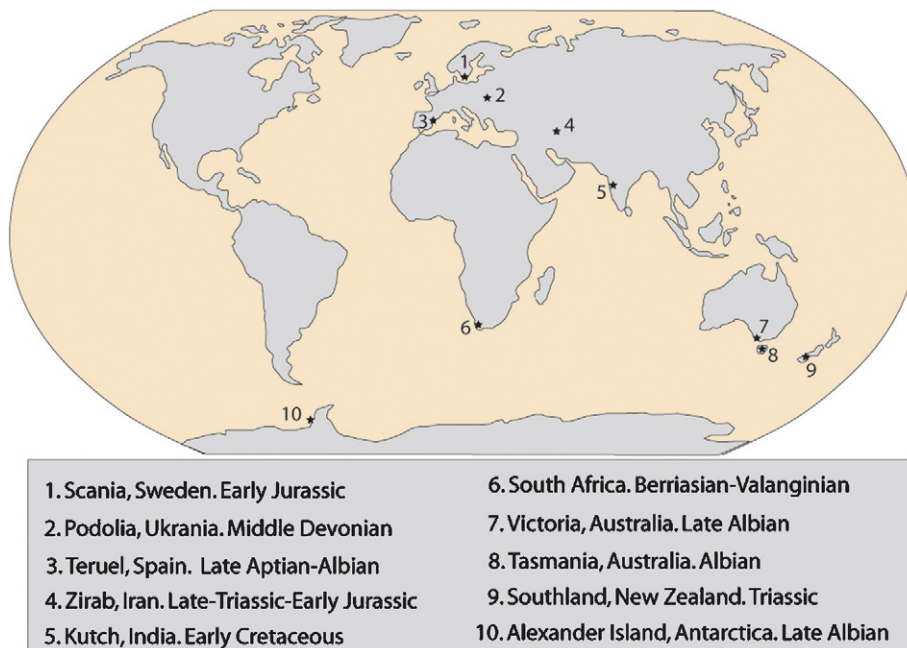 1
2
3
4
5
6
7
8
9
10
1. Scania, Sweden. Early Jurassic
2. Podolia, Ukrania. Middle Devonian
3. Teruel, Spain. Late Aptian-Albian
4. Zirab, Iran. Late-Triassic-Early Jurassic
5. Kutch, India. Early Cretaceous
6. South Africa. Berriasian-Valanginian
7. Victoria, Australia. Late Albian
8. Tasmania, Australia. Albian
9. Southland, New Zealand. Triassic
10. Alexander Island, Antarctica. Late Albian